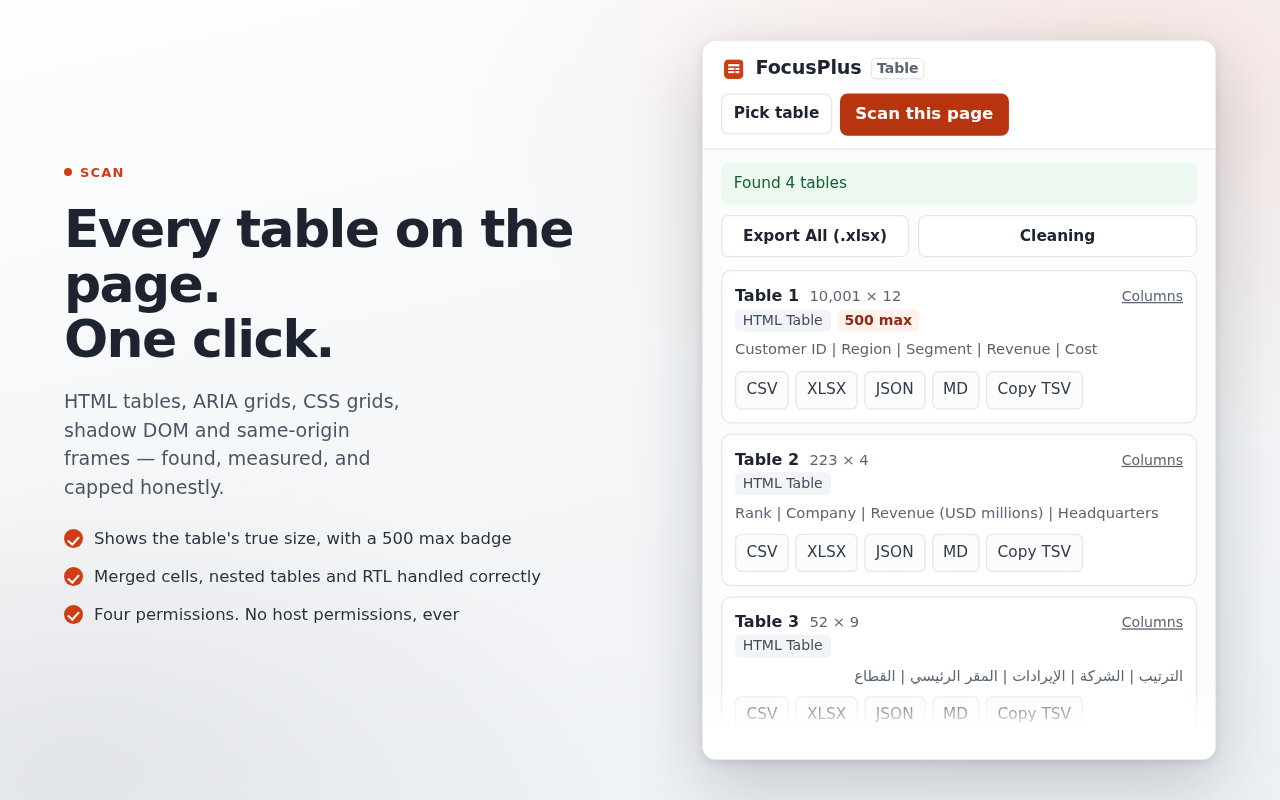 SCAN
Every table on the
page.
One click.
HTML tables, ARIA grids, CSS grids,
shadow DOM and same-origin
frames — found, measured, and
capped honestly.
Shows the table's true size, with a 500 max badge
Merged cells, nested tables and RTL handled correctly
Four permissions. No host permissions, ever
FocusPlus Table
Pick table Scan this page
Found 4 tables
Export All (.xlsx) Cleaning
Table 1 10,001 × 12 Columns
HTML Table 500 max
Customer ID | Region | Segment | Revenue | Cost
CSV XLSX JSON MD Copy TSV
Table 2 223 × 4 Columns
HTML Table
Rank | Company | Revenue (USD millions) | Headquarters
CSV XLSX JSON MD Copy TSV
Table 3 52 × 9 Columns
HTML Table
الترتيب | الشركة | الإيرادات | المقر الرئيسي | القطاع
CSV XLSX JSON MD Copy TSV